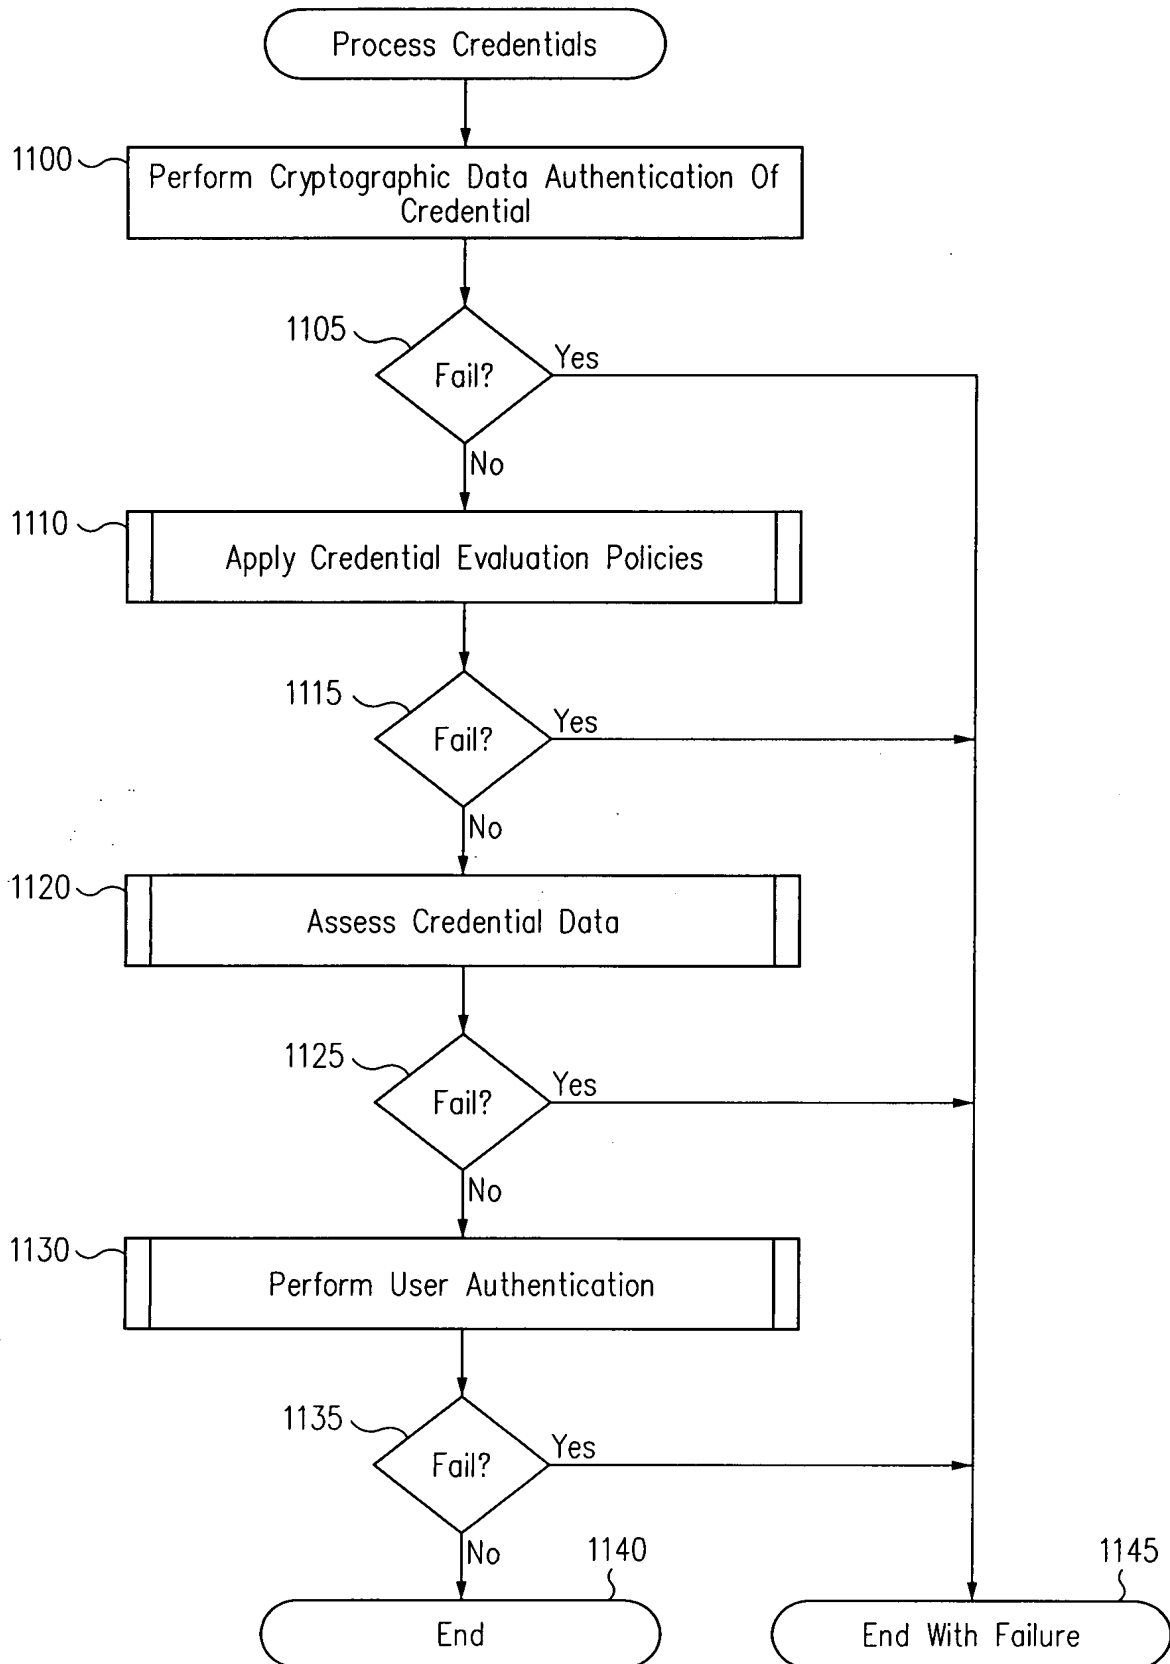 Process Credentials
1100
Perform Cryptographic Data Authentication Of
Credential
1105
Fail?
Yes
No
1110
Apply Credential Evaluation Policies
1115
Fail?
Yes
No
1120
Assess Credential Data
1125
Fail?
Yes
No
1130
Perform User Authentication
1135
Fail?
Yes
No
1140
End
1145
End With Failure